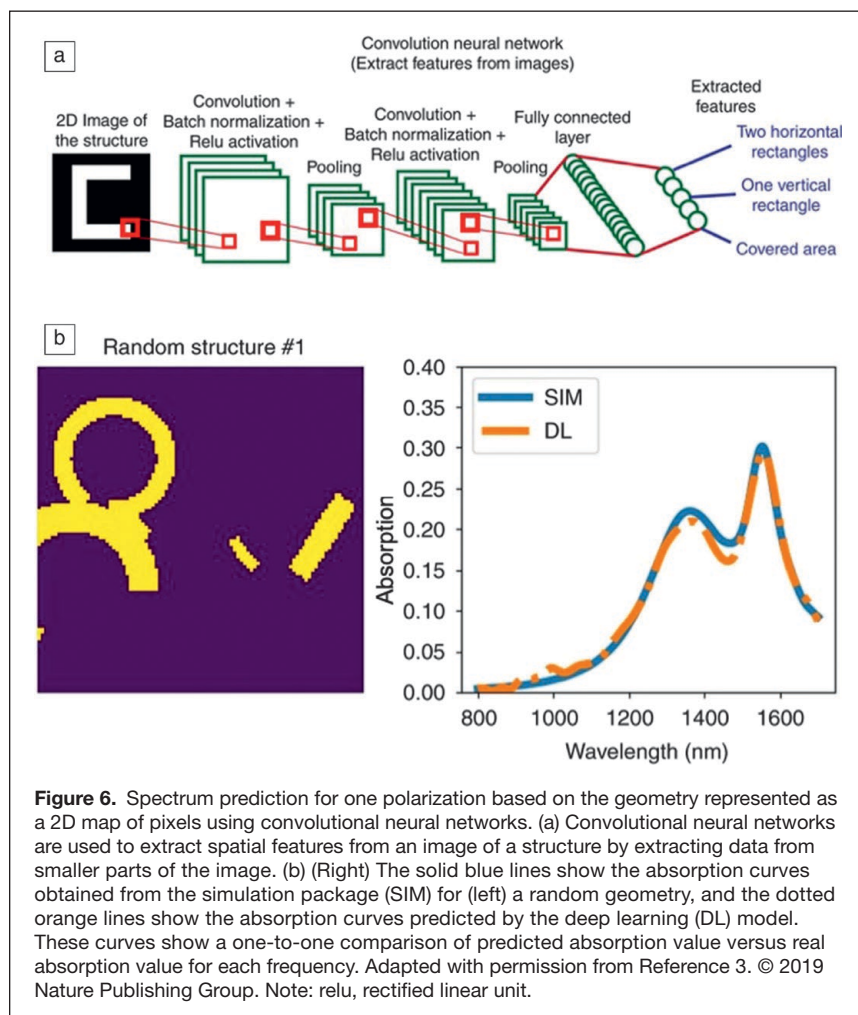 a
Convolution neural network
(Extract features from images)
2D Image of
the structure
Convolution +
Batch normalization +
Relu activation
Pooling
Convolution +
Batch normalization +
Relu activation
Pooling
Fully connected
layer
Extracted
features
Two horizontal
rectangles
One vertical
rectangle
Covered area
b
Random structure #1
SIM
DL
Absorption
0.40
0.35
0.30
0.25
0.20
0.15
0.10
0.05
0.00
800 1000 1200 1400 1600
Wavelength (nm)
Figure 6. Spectrum prediction for one polarization based on the geometry represented as
a 2D map of pixels using convolutional neural networks. (a) Convolutional neural networks
are used to extract spatial features from an image of a structure by extracting data from
smaller parts of the image. (b) (Right) The solid blue lines show the absorption curves
obtained from the simulation package (SIM) for (left) a random geometry, and the dotted
orange lines show the absorption curves predicted by the deep learning (DL) model.
These curves show a one-to-one comparison of predicted absorption value versus real
absorption value for each frequency. Adapted with permission from Reference 3. © 2019
Nature Publishing Group. Note: relu, rectified linear unit.